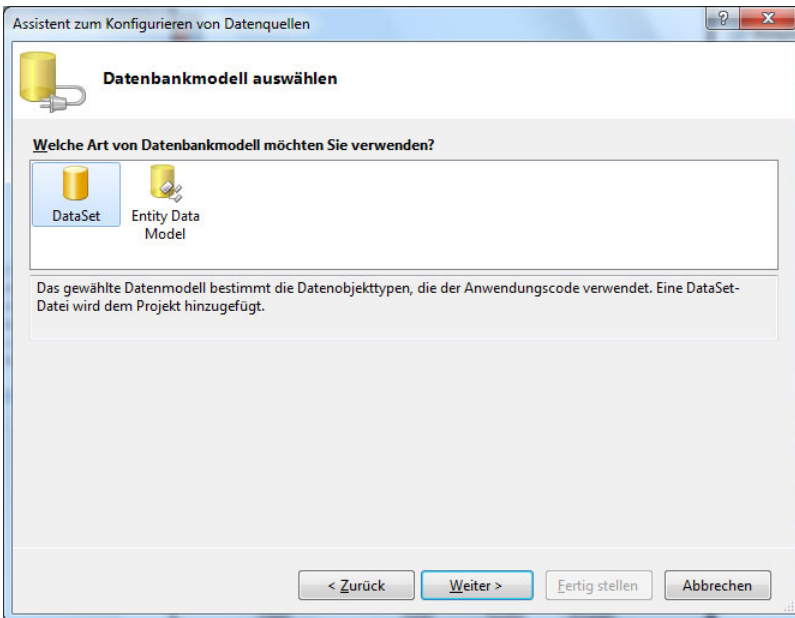 Assistent zum Konfigurieren von Datenquellen
?
Datenbankmodell auswählen
Welche Art von Datenbankmodell möchten Sie verwenden?
DataSet
Entity Data
Model
Das gewählte Datenmodell bestimmt die Datenobjekttypen, die der Anwendungscode verwendet. Eine DataSet-
Datei wird dem Projekt hinzugefügt.
< Zurück
Weiter >
Fertig stellen
Abbrechen